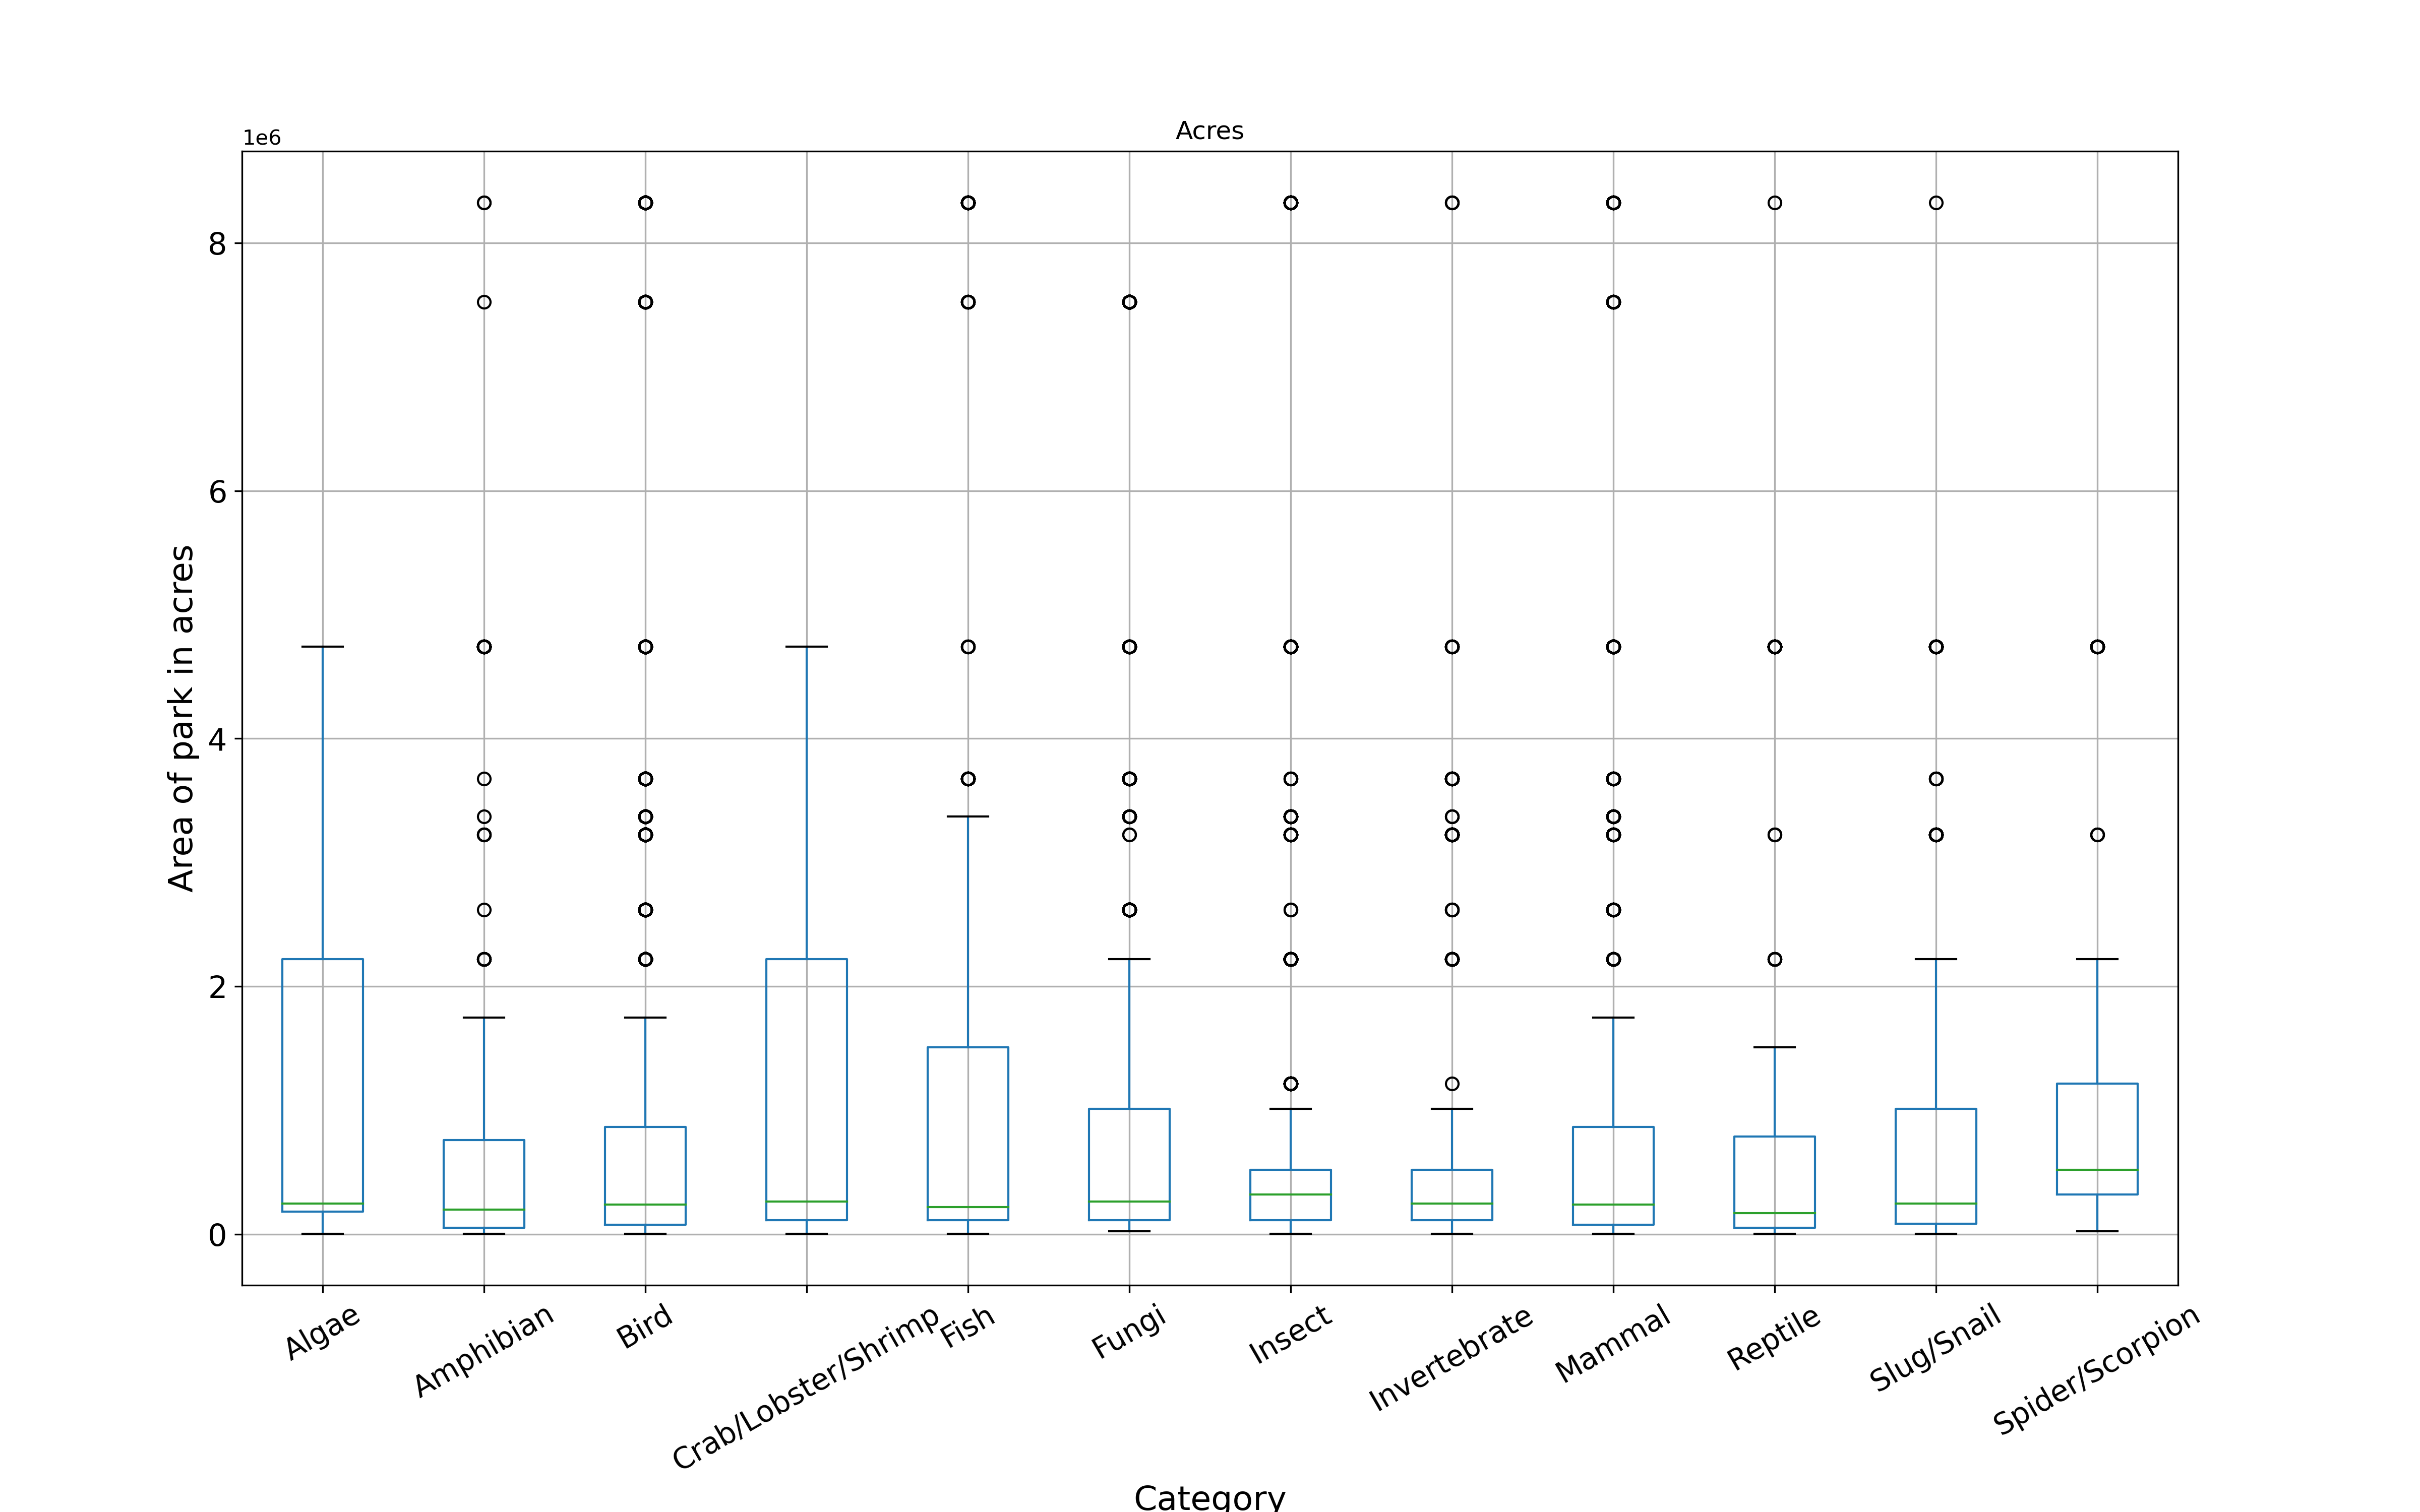 Acres
1e6
8
6
4
2
0
Area of park in acres
Algae
Amphibian
Bird
Crab/Lobster/Shrimp
Fish
Fungi
Insect
Invertebrate
Mammal
Reptile
Slug/Snail
Spider/Scorpion
Category